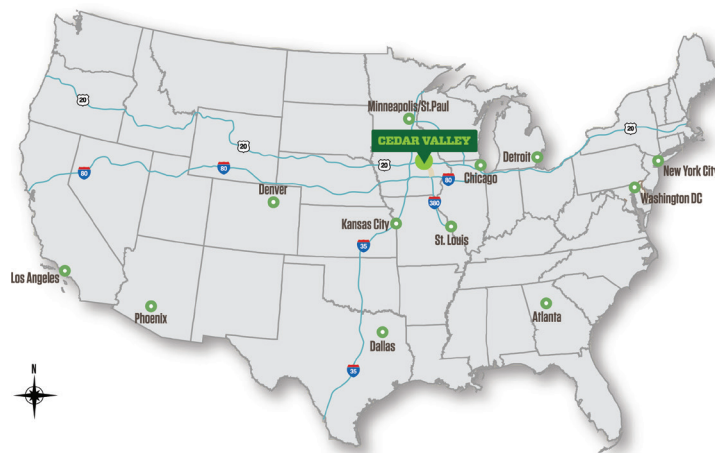 20
Minneapolis/St.Paul
20
CEDAR VALLEY
20
20
Detroit
Chicago
New York City
80
80
80
Denver
Washington DC
380
Kansas City
St. Louis
35
Los Angeles
Phoenix
Atlanta
Dallas
35
N